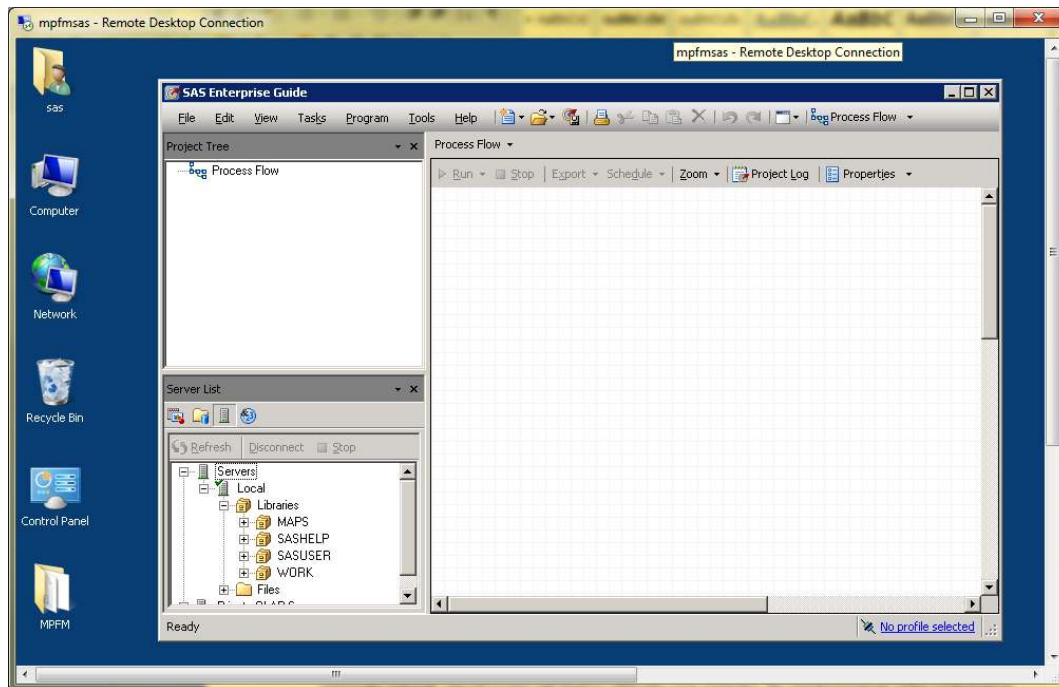 mpfmsas - Remote Desktop Connection
mpfmsas - Remote Desktop Connection
sas
Computer
Network
Recycle Bin
Control Panel
MPFM
SAS Enterprise Guide
File Edit View Tasks Program Tools Help Process Flow
Project Tree
Process Flow
Process Flow
Run Stop Export Schedule Zoom Project Log Properties
Server List
Refresh Disconnect Stop
Servers
Local
Libraries
MAPS
SASHELP
SASUSER
WORK
Files
Ready
No profile selected